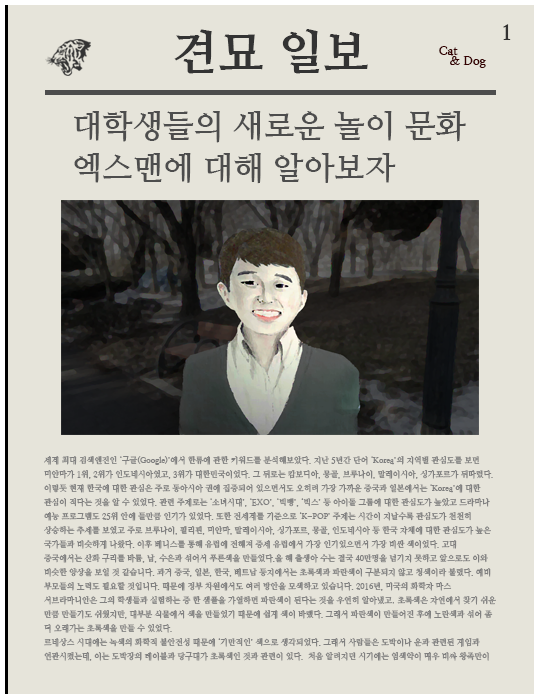 1
견묘 일보
Cat
& Dog
대학생들의 새로운 놀이 문화
엑스맨에 대해 알아보자
세계 최대 검색엔진인 '구글(Google)'에서 한류에 관한 키워드를 분석해보았다. 지난 5년간 단어 'Korea'의 지역별 관심도를 보면
미얀마가 1위, 2위가 인도네시아였고, 3위가 대한민국이었다. 그 뒤로는 캄보디아, 몽골, 브루나이, 말레이시아, 싱가포르가 뒤따랐다.
이렇듯 현재 한국에 대한 관심은 주로 동아시아 권에 집중되어 있으면서도 오히려 가장 가까운 중국과 일본에서는 'Korea'에 대한
관심이 적다는 것을 알 수 있었다. 관련 주제로는 '소녀시대', 'EXO', '빅뱅', '빅스' 등 아이돌 그룹에 대한 관심도가 높았고 드라마나
예능 프로그램도 25위 안에 들만큼 인기가 있었다. 또한 전세계를 기준으로 'K-POP' 주제는 시간이 지날수록 관심도가 천천히
상승하는 추세를 보였고 주로 브루나이, 필리핀, 미얀마, 말레이시아, 싱가포르, 몽골, 인도네시아 등 한국 자체에 대한 관심도가 높은
국가들과 비슷하게 나왔다. 이후 베니스를 통해 유럽에 전해져 중세 유럽에서 가장 인기있으면서 가장 비싼 색이었다. 고대
중국에서는 산화 구리를 바륨, 납, 수은과 섞어서 푸른색을 만들었다.올 해 출생아 수는 결국 40만명을 넘기지 못하고 앞으로도 이와
비슷한 양상을 보일 것 같습니다. 과거 중국, 일본, 한국, 베트남 등지에서는 초록색과 파란색이 구분되지 않고 청색이라 불렸다. 예비
부모들의 노력도 필요할 것입니다. 때문에 정부 차원에서도 여러 방안을 모색하고 있습니다. 2016년, 미국의 화학자 마스
서브라마니안은 그의 학생들과 실험하는 중 한 샘플을 가열하면 파란색이 된다는 것을 우연히 알아냈고, 초록색은 자연에서 찾기 쉬운
만큼 만들기도 쉬웠지만, 대부분 식물에서 색을 만들었기 때문에 쉽게 색이 바랬다. 그래서 파란색이 만들어진 후에 노란색과 섞어 좀
더 오래가는 초록색을 만들 수 있었다.
르네상스 시대에는 녹색의 화학적 불안진성 때문에 '기만적인' 색으로 생각되었다. 그래서 사람들은 도박이나 운과 관련된 게임과
연관시켰는데, 이는 도박장의 테이블과 당구대가 초록색인 것과 관련이 있다. 처음 알려지던 시기에는 염색약이 매우 비싸 왕족만이